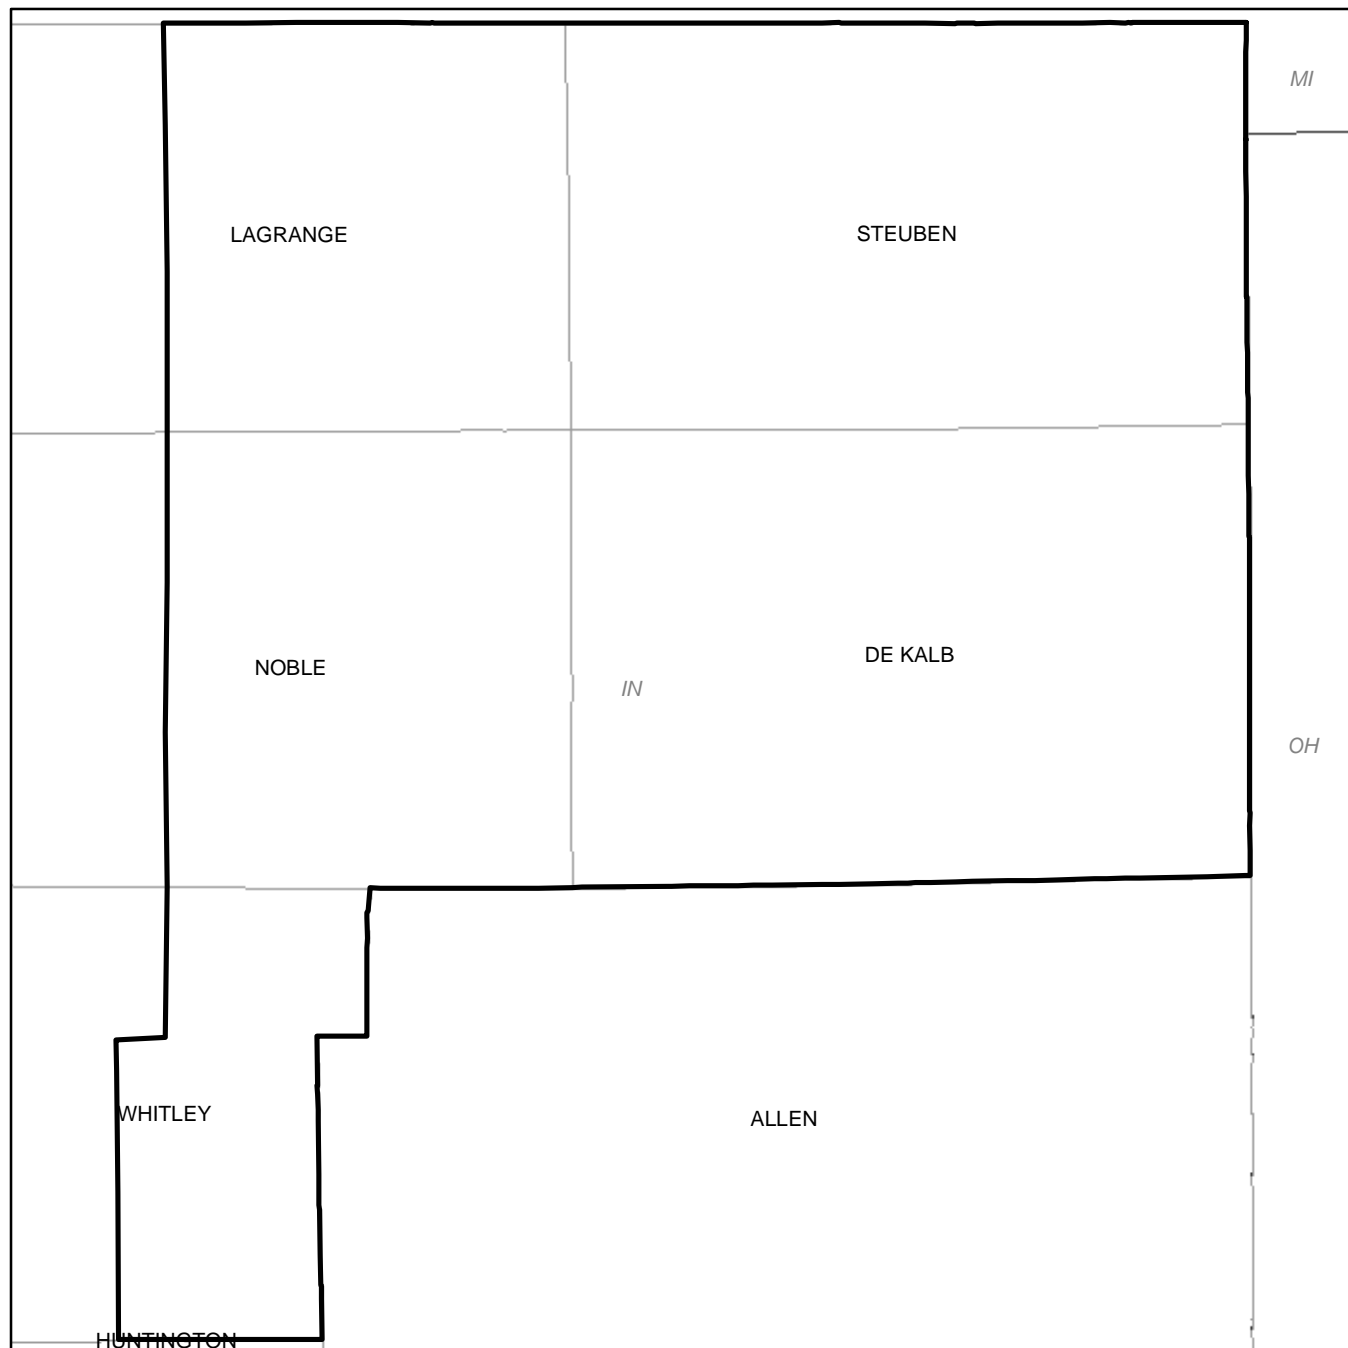 MI
LAGRANGE
STEUBEN
NOBLE
DE KALB
IN
OH
WHITLEY
ALLEN
HUNTINGTON